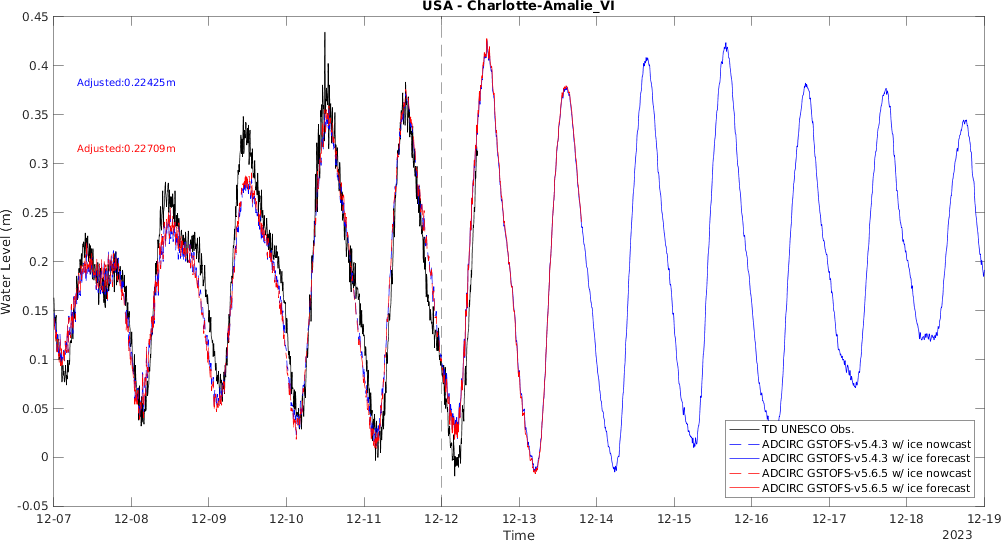 USA - Charlotte-Amalie_VI
0.45
0.4
0.35
0.3
0.25
0.2
0.15
0.1
0.05
0
-0.05
Water Level (m)
Adjusted:0.22425m
Adjusted:0.22709m
TD UNESCO Obs.
ADCIRC GSTOFS-v5.4.3 w/ ice nowcast
ADCIRC GSTOFS-v5.4.3 w/ ice forecast
ADCIRC GSTOFS-v5.6.5 w/ ice nowcast
ADCIRC GSTOFS-v5.6.5 w/ ice forecast
12-07 12-08 12-09 12-10 12-11 12-12 12-13 12-14 12-15 12-16 12-17 12-18 12-19
Time
2023